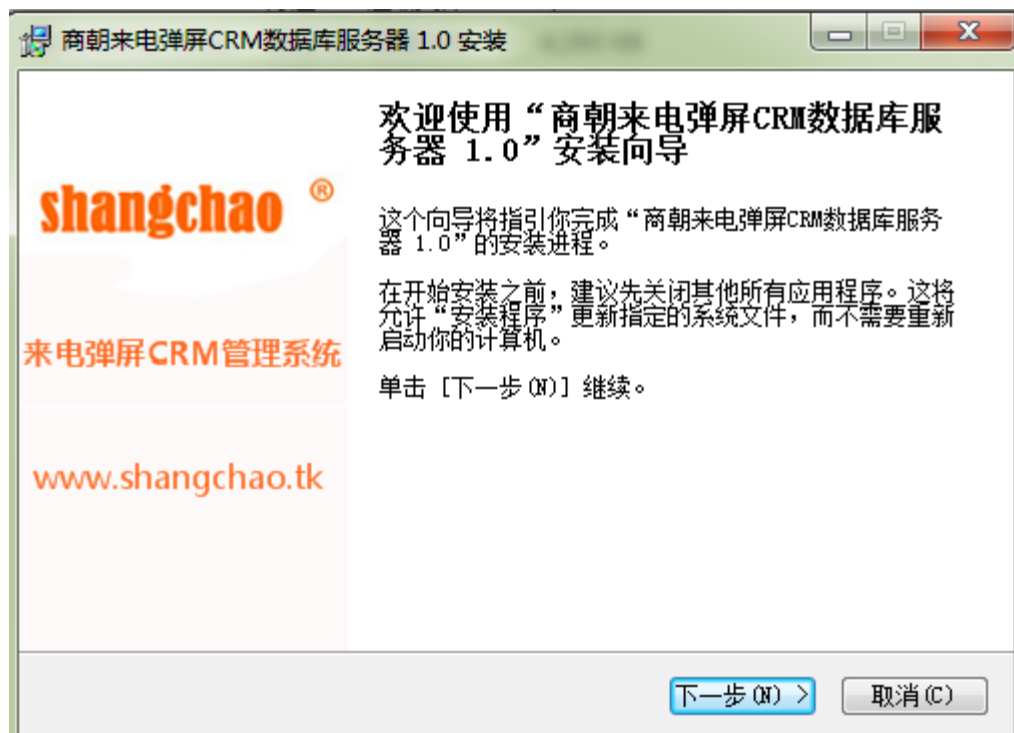 商朝来电弹屏CRM数据库服务器 1.0 安装
欢迎使用“商朝来电弹屏CRM数据库服
务器 1.0”安装向导
shangchao ®
这个向导将指引你完成“商朝来电弹屏CRM数据库服务
器 1.0”的安装进程。
在开始安装之前，建议先关闭其他所有应用程序。这将
允许“安装程序”更新指定的系统文件，而不需要重新
启动你的计算机。
来电弹屏CRM管理系统
单击 [下一步(N)] 继续。
www.shangchao.tk
下一步(N) >
取消(C)